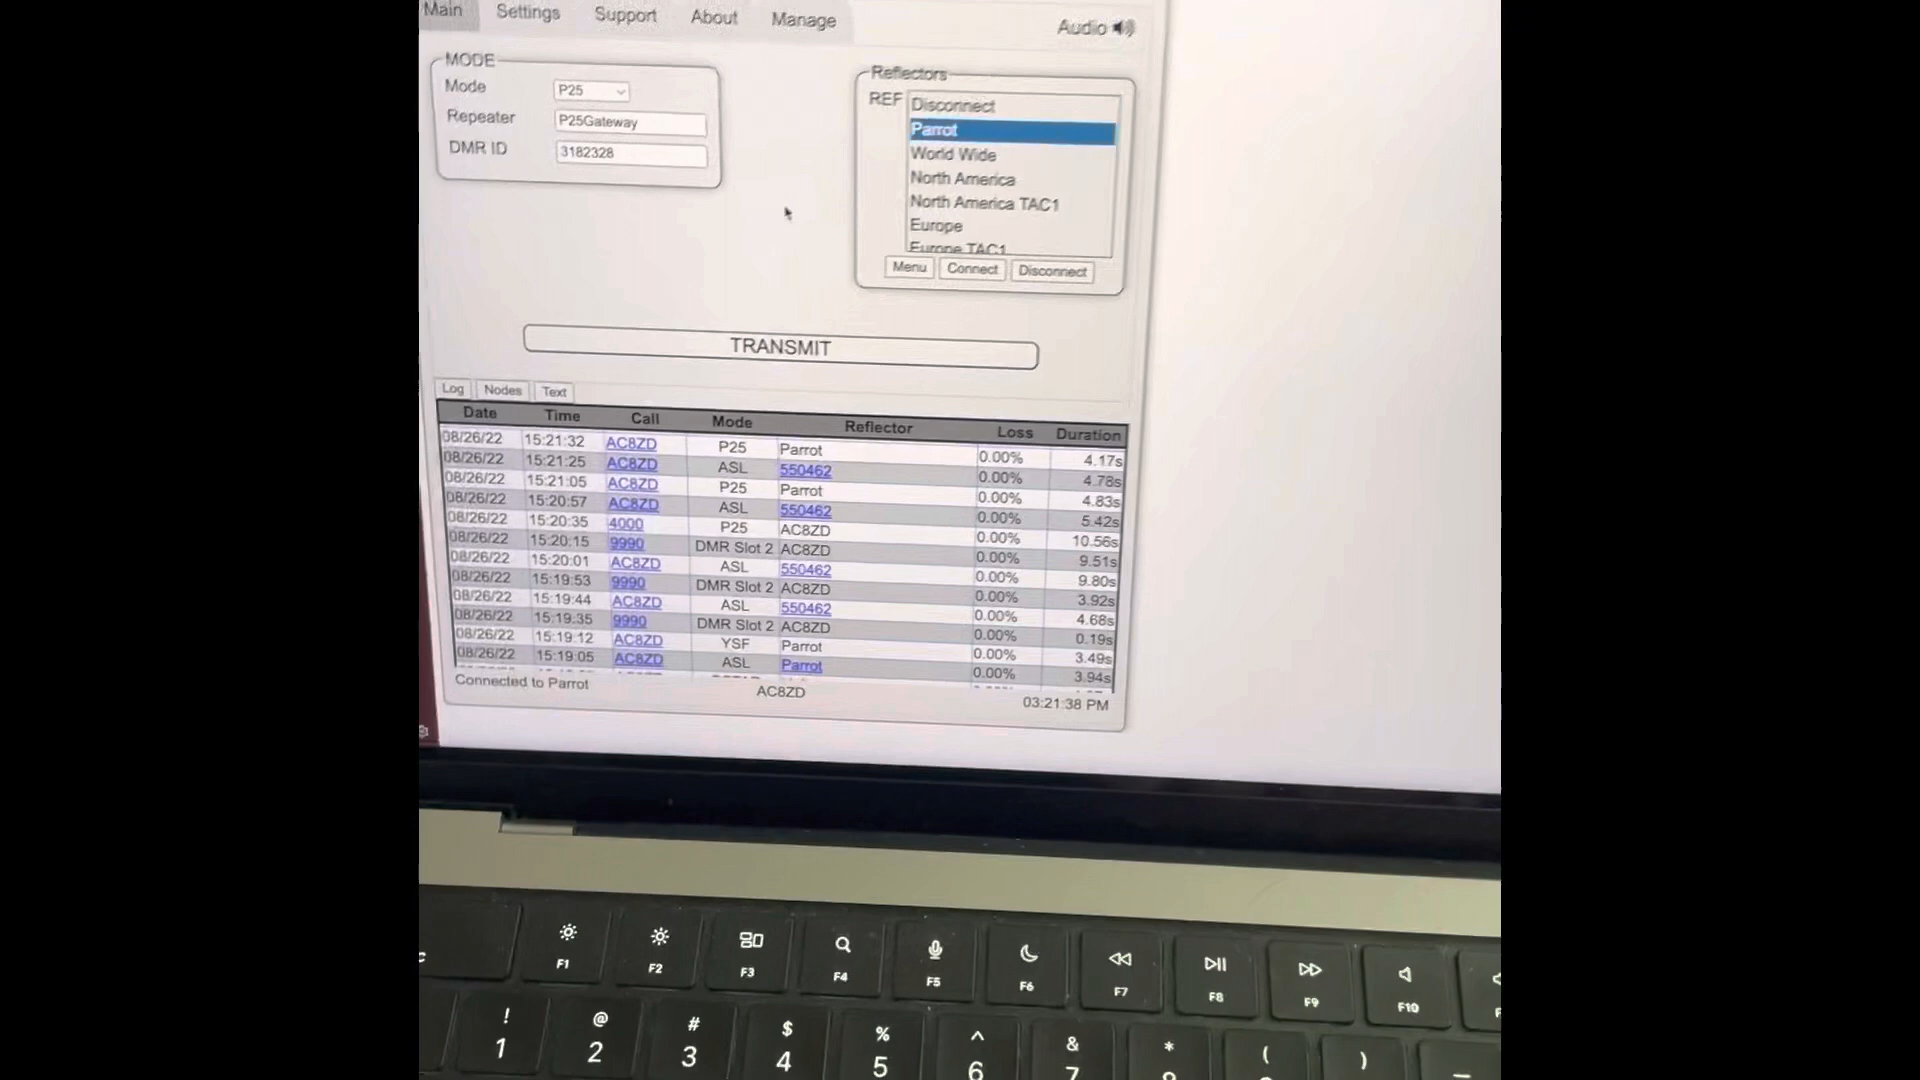 Main Settings Support About Manage Audio
MODE
Mode P25
Repeater P25Gateway
DMR ID 3182328
Reflectors
REF Disconnect
Parrot
World Wide
North America
North America TAC1
Europe
Europe TAC1
Menu Connect Disconnect
TRANSMIT
Log Nodes Text
Date Time Call Mode Reflector Loss Duration
08/26/22 15:21:32 AC8ZD P25 Parrot 0.00% 4.17s
08/26/22 15:21:25 AC8ZD ASL 550462 0.00% 4.78s
08/26/22 15:21:05 AC8ZD P25 Parrot 0.00% 4.83s
08/26/22 15:20:57 AC8ZD ASL 550462 0.00% 5.42s
08/26/22 15:20:35 4000 P25 AC8ZD 0.00% 10.56s
08/26/22 15:20:15 9990 DMR Slot 2 AC8ZD 0.00% 9.51s
08/26/22 15:20:01 AC8ZD ASL 550462 0.00% 9.80s
08/26/22 15:19:53 9990 DMR Slot 2 AC8ZD 0.00% 3.92s
08/26/22 15:19:44 AC8ZD ASL 550462 0.00% 4.68s
08/26/22 15:19:35 9990 DMR Slot 2 AC8ZD 0.00% 0.19s
08/26/22 15:19:12 AC8ZD YSF Parrot 0.00% 3.49s
08/26/22 15:19:05 AC8ZD ASL Parrot 0.00% 3.94s
Connected to Parrot AC8ZD 03:21:38 PM
F1 F2 F3 F4 F5 F6 F7 F8 F9 F10
! @ # $ % ^ & * ( )
1 2 3 4 5 6 7